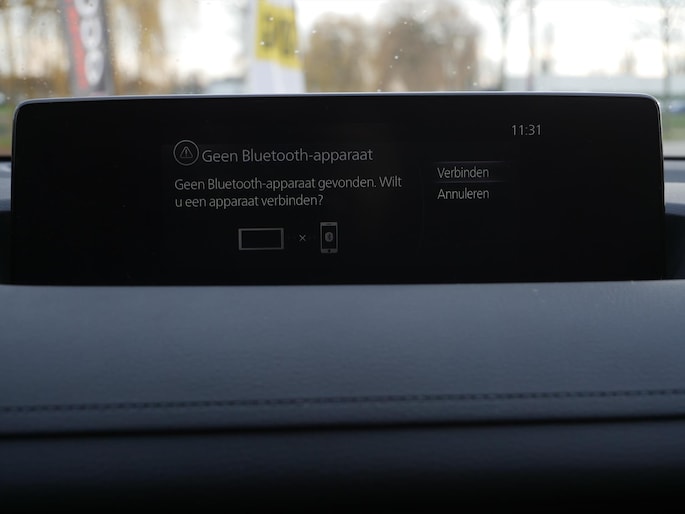 11:31
Geen Bluetooth-apparaat
Geen Bluetooth-apparaat gevonden. Wilt
u een apparaat verbinden?
Verbinden
Annuleren